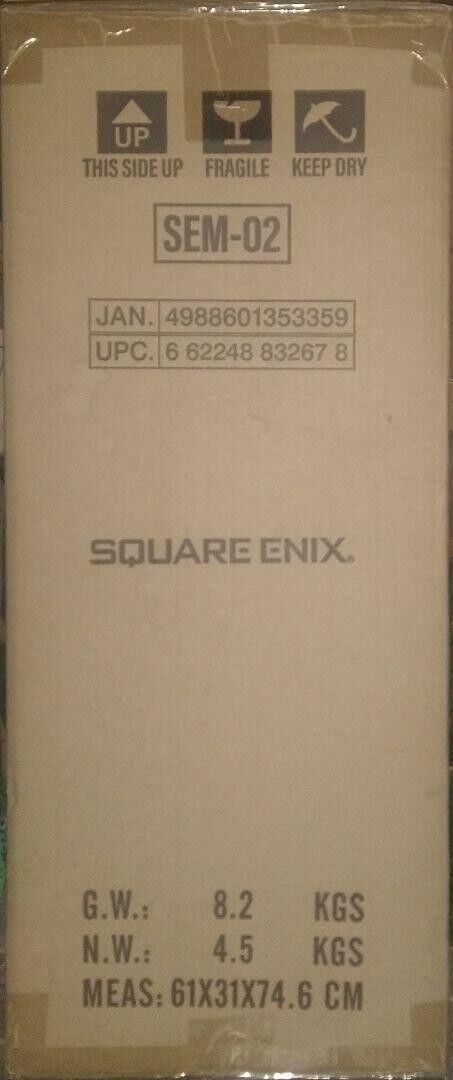 UP
THIS SIDE UP FRAGILE KEEP DRY
SEM-02
JAN. 4988601353359
UPC. 6 62248 83267 8
SQUARE ENIX®
G.W.: 8.2 KGS
N.W.: 4.5 KGS
MEAS: 61X31X74.6 CM